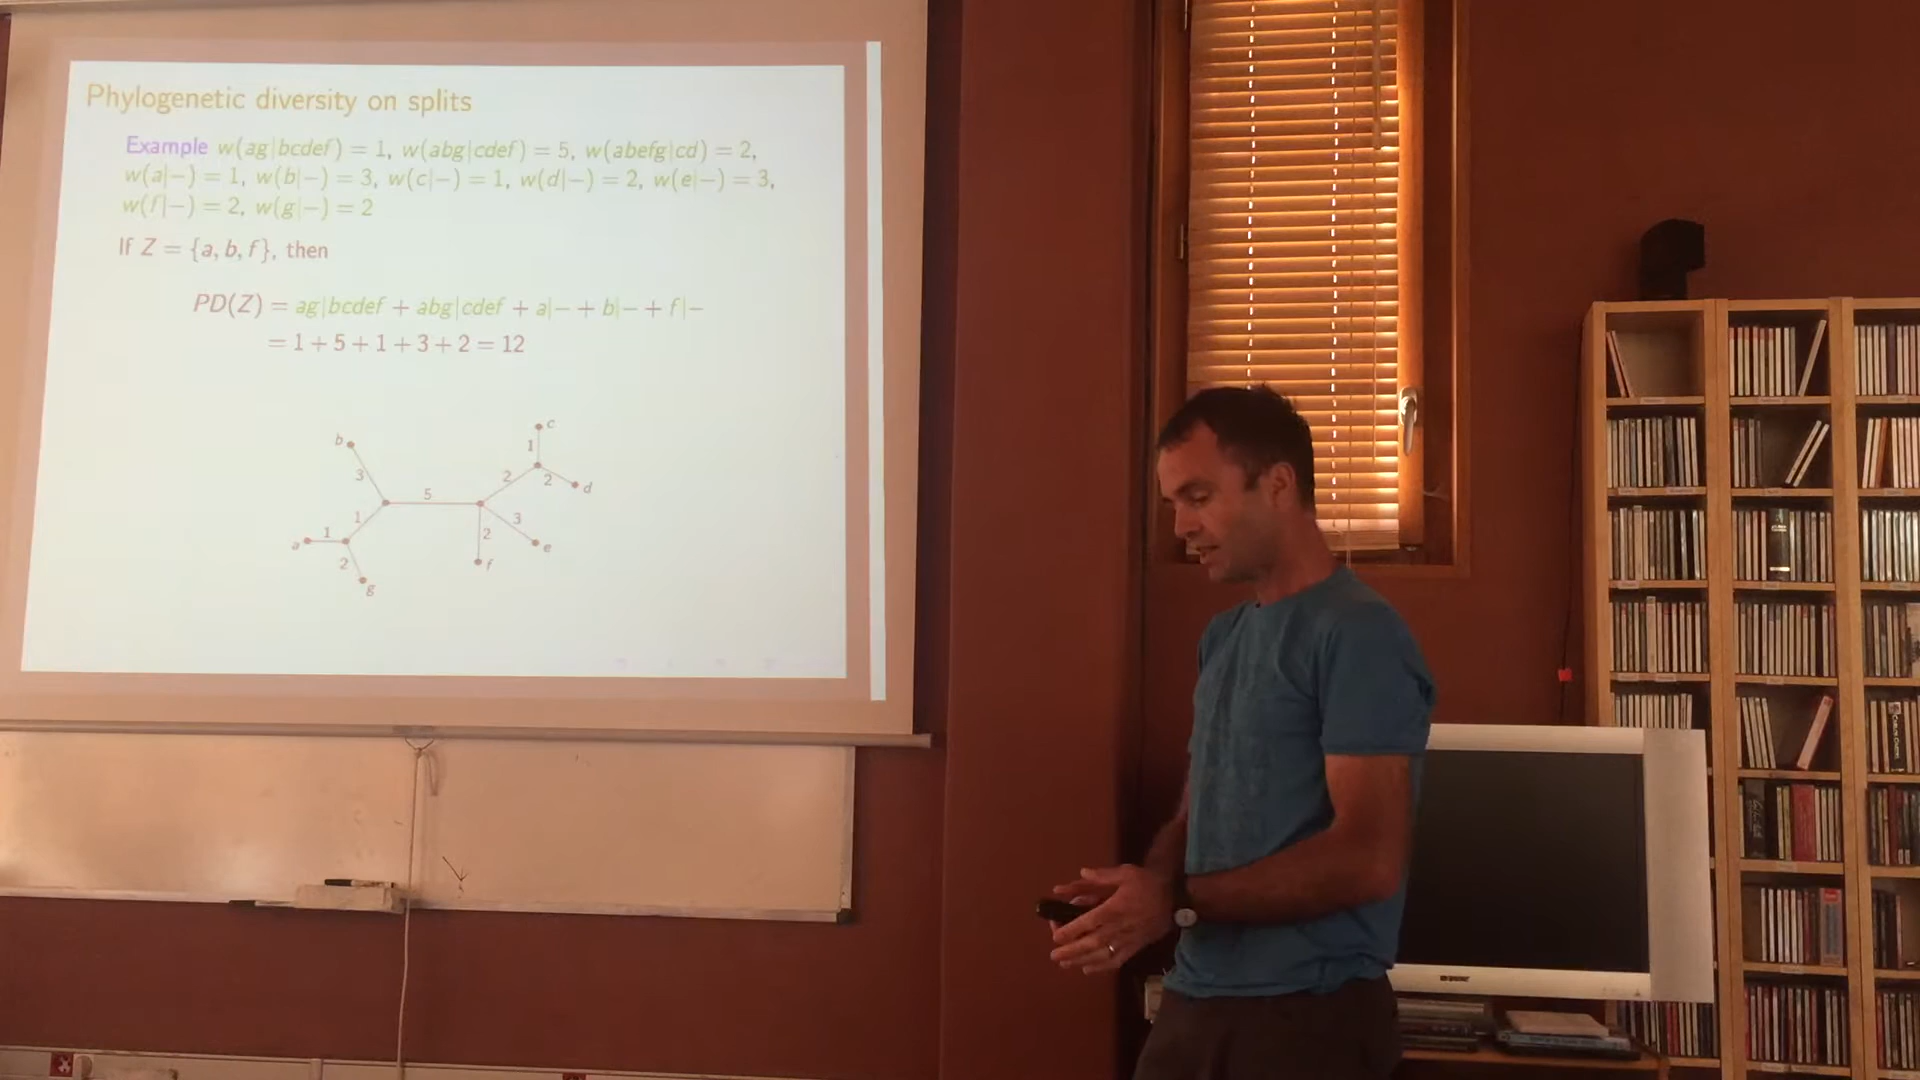 Phylogenetic diversity on splits
Example w(ag|bcdef) = 1, w(abg|cdef) = 5, w(abefg|cd) = 2,
w(a|−) = 1, w(b|−) = 3, w(c|−) = 1, w(d|−) = 2, w(e|−) = 3,
w(f|−) = 2, w(g|−) = 2
If Z = {a, b, f}, then
PD(Z) = ag|bcdef + abg|cdef + a|− + b|− + f|−
= 1 + 5 + 1 + 3 + 2 = 12
c
b
1
3
2
2
d
5
1
3
1
2
a
e
2
f
g